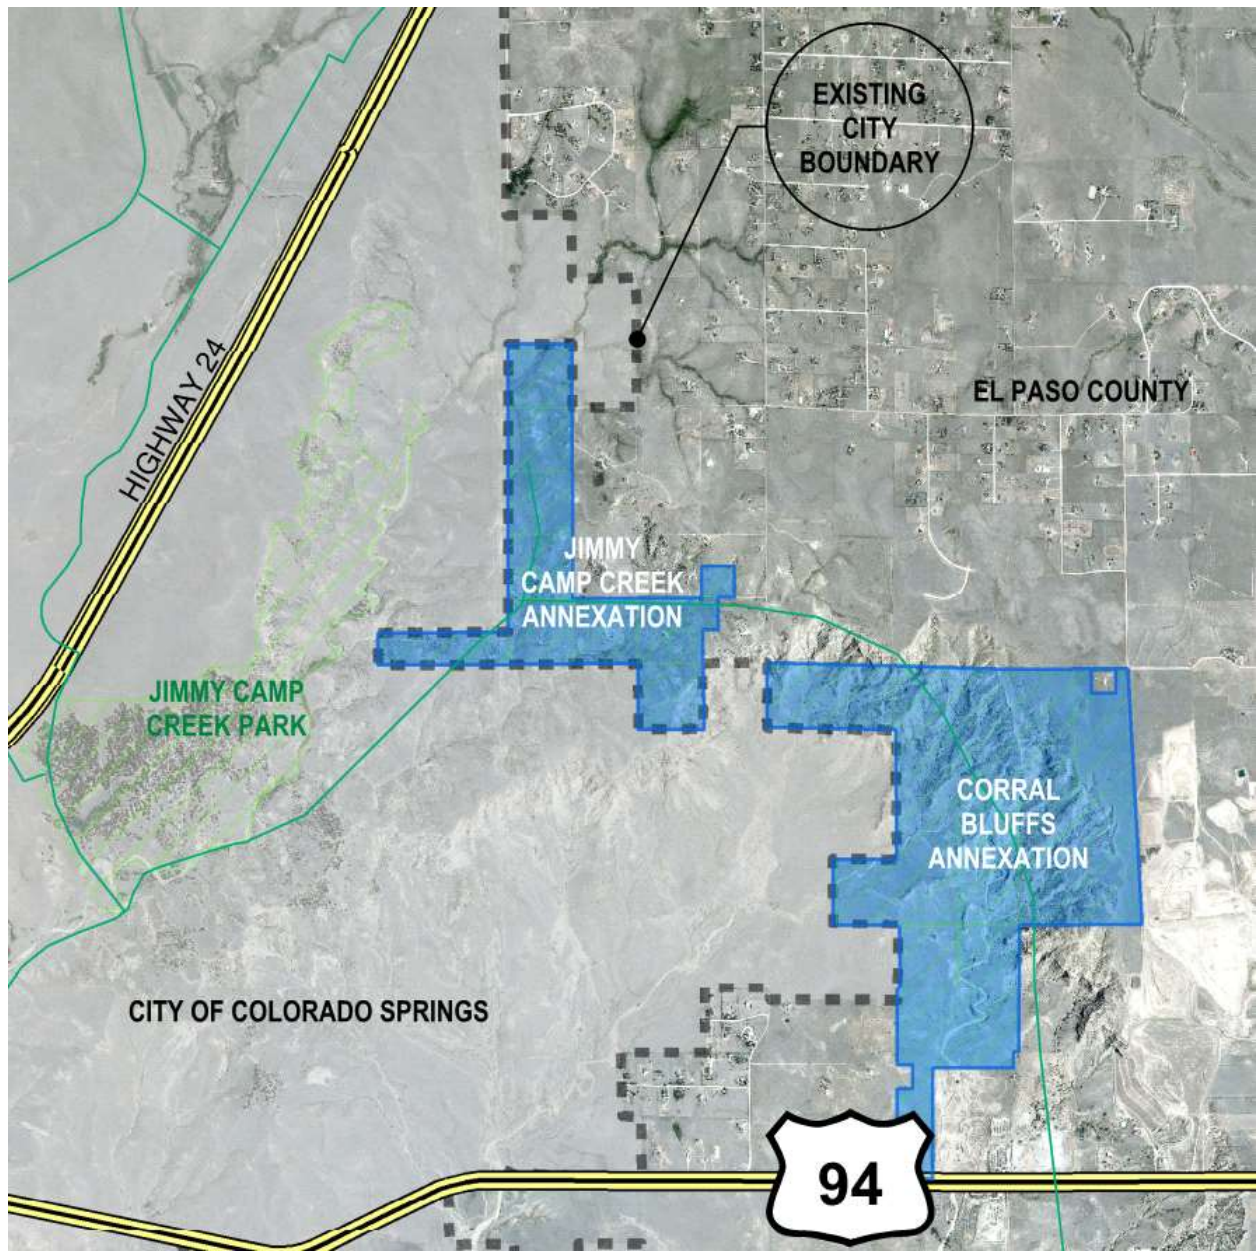 EXISTING
CITY
BOUNDARY
HIGHWAY 24
EL PASO COUNTY
JIMMY
CAMP CREEK
ANNEXATION
JIMMY CAMP
CREEK PARK
CORRAL
BLUFFS
ANNEXATION
CITY OF COLORADO SPRINGS
94